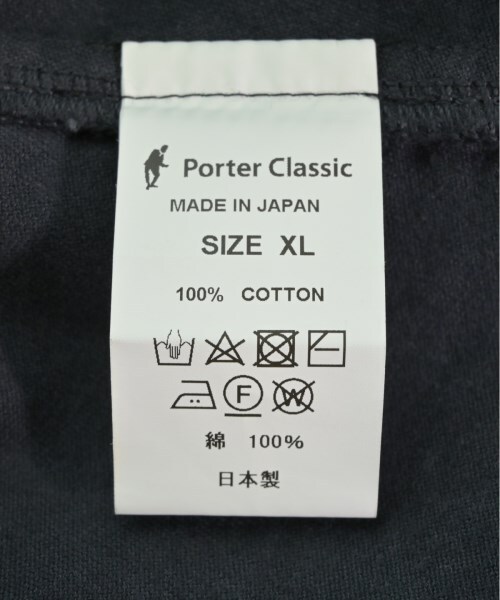 Porter Classic
MADE IN JAPAN
SIZE XL
100% COTTON
F W
綿 100%
日本製